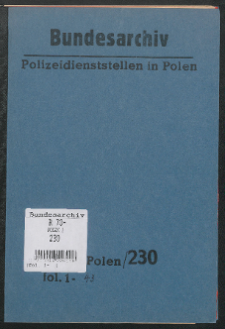 Bundesarchiv
Polizeidienststellen in Polen
Bundesarchiv
R 70-
230
Polen/230
fol. 1-